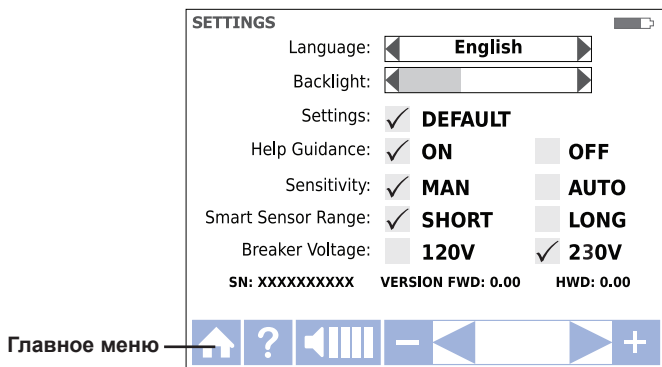 SETTINGS
Language: English
Backlight:
Settings: DEFAULT
Help Guidance: ON OFF
Sensitivity: MAN AUTO
Smart Sensor Range: SHORT LONG
Breaker Voltage: 120V 230V
SN: XXXXXXXXXX VERSION FWD: 0.00 HWD: 0.00
Главное меню
? − +